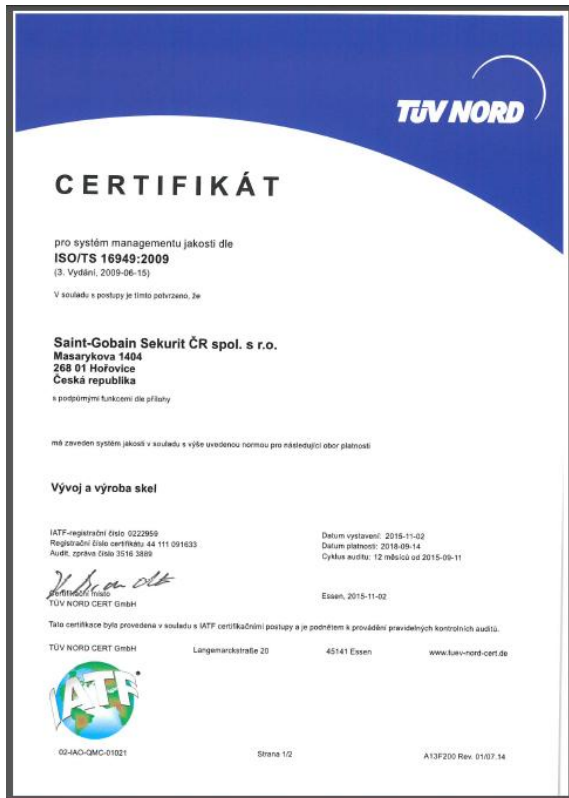 TÜV NORD
CERTIFIKÁT
pro systém managementu jakosti dle
ISO/TS 16949:2009
(3. Vydání, 2009-06-15)
V souladu s postupy je tímto potvrzeno, že
Saint-Gobain Sekurit ČR spol. s r.o.
Masarykova 1404
268 01 Hořovice
Česká republika
s podpůrnými funkcemi dle přílohy
má zaveden systém jakosti v souladu s výše uvedenou normou pro následující obor platnosti
Vývoj a výroba skel
IATF-registrační číslo 0222959
Registrační číslo certifikátu 44 111 091633
Audit. zpráva číslo 3516 3889
Datum vystavení: 2015-11-02
Datum platnosti: 2018-09-14
Cyklus auditu: 12 měsíců od 2015-09-11
Certifikační místo
TÜV NORD CERT GmbH
Essen, 2015-11-02
Tato certifikace byla provedena v souladu s IATF certifikačními postupy a je podnětem k provádění pravidelných kontrolních auditů.
TÜV NORD CERT GmbH Langemarckstraße 20 45141 Essen www.tuev-nord-cert.de
IATF
02-IAO-QMC-01021 Strana 1/2 A13F200 Rev. 01/07.14